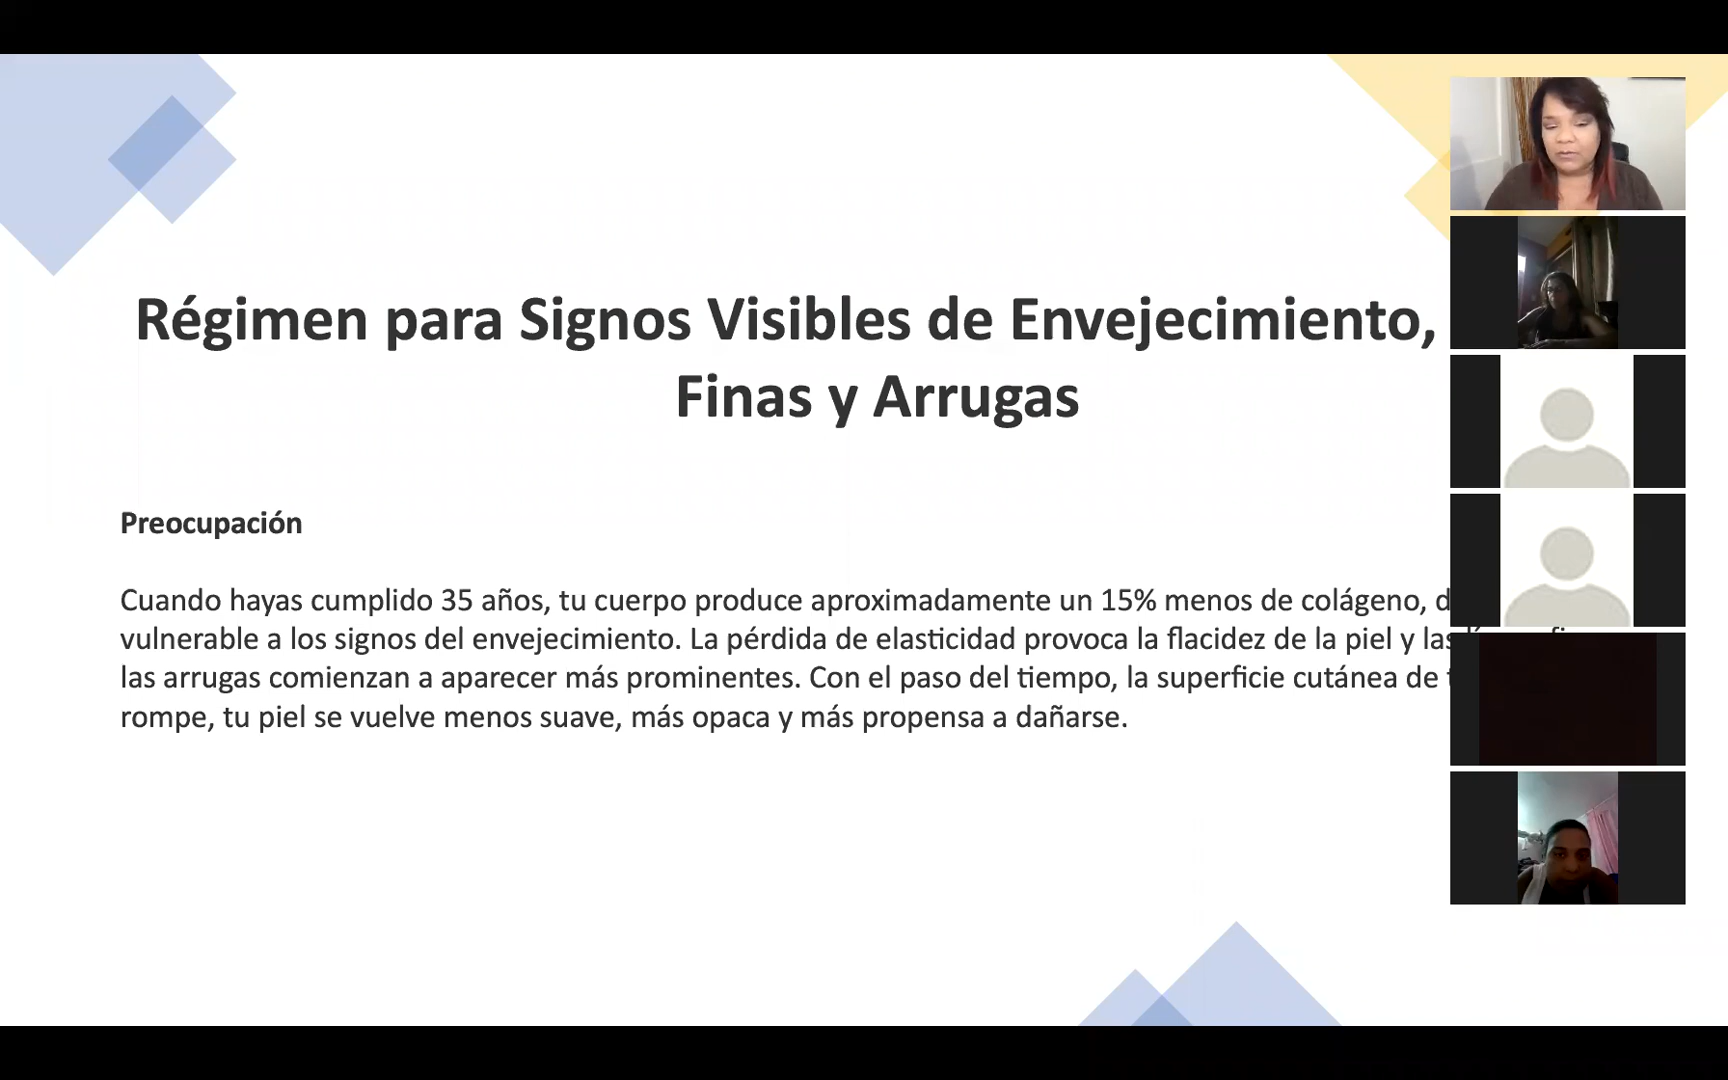 Régimen para Signos Visibles de Envejecimiento,
Finas y Arrugas
Preocupación
Cuando hayas cumplido 35 años, tu cuerpo produce aproximadamente un 15% menos de colágeno,
vulnerable a los signos del envejecimiento. La pérdida de elasticidad provoca la flacidez de la piel y las
las arrugas comienzan a aparecer más prominentes. Con el paso del tiempo, la superficie cutánea de
rompe, tu piel se vuelve menos suave, más opaca y más propensa a dañarse.